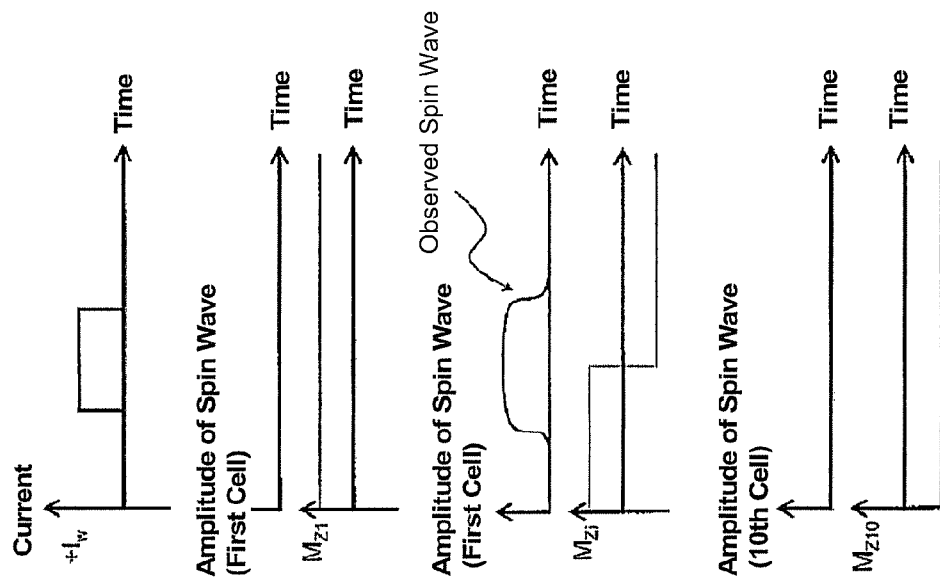 Current
+Iw
Time
Amplitude of Spin Wave
(First Cell)
Time
MZ1
Time
Amplitude of Spin Wave
(First Cell)
Observed Spin Wave
Time
MZi
Time
Amplitude of Spin Wave
(10th Cell)
Time
MZ10
Time